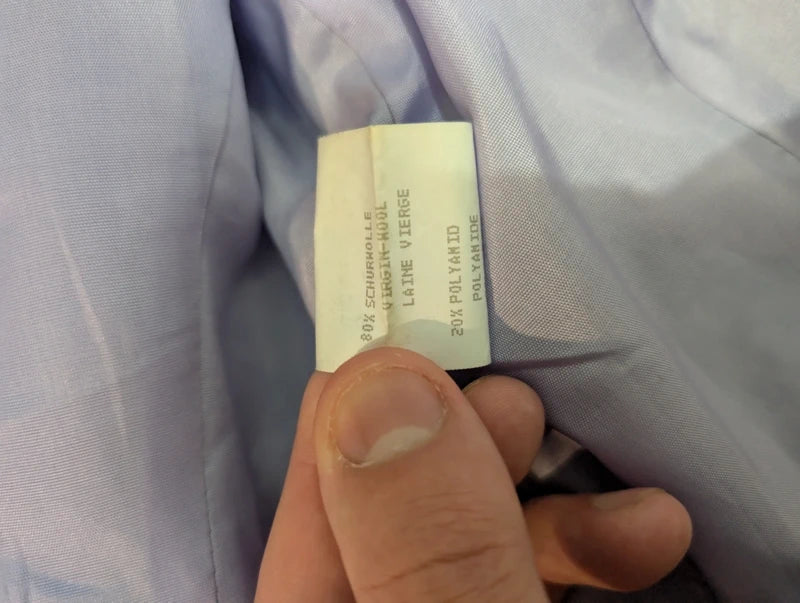 80% SCHURWOLLE
VIRGIN-WOOL
LAINE VIERGE
20% POLYAMID
POLYAMIDE